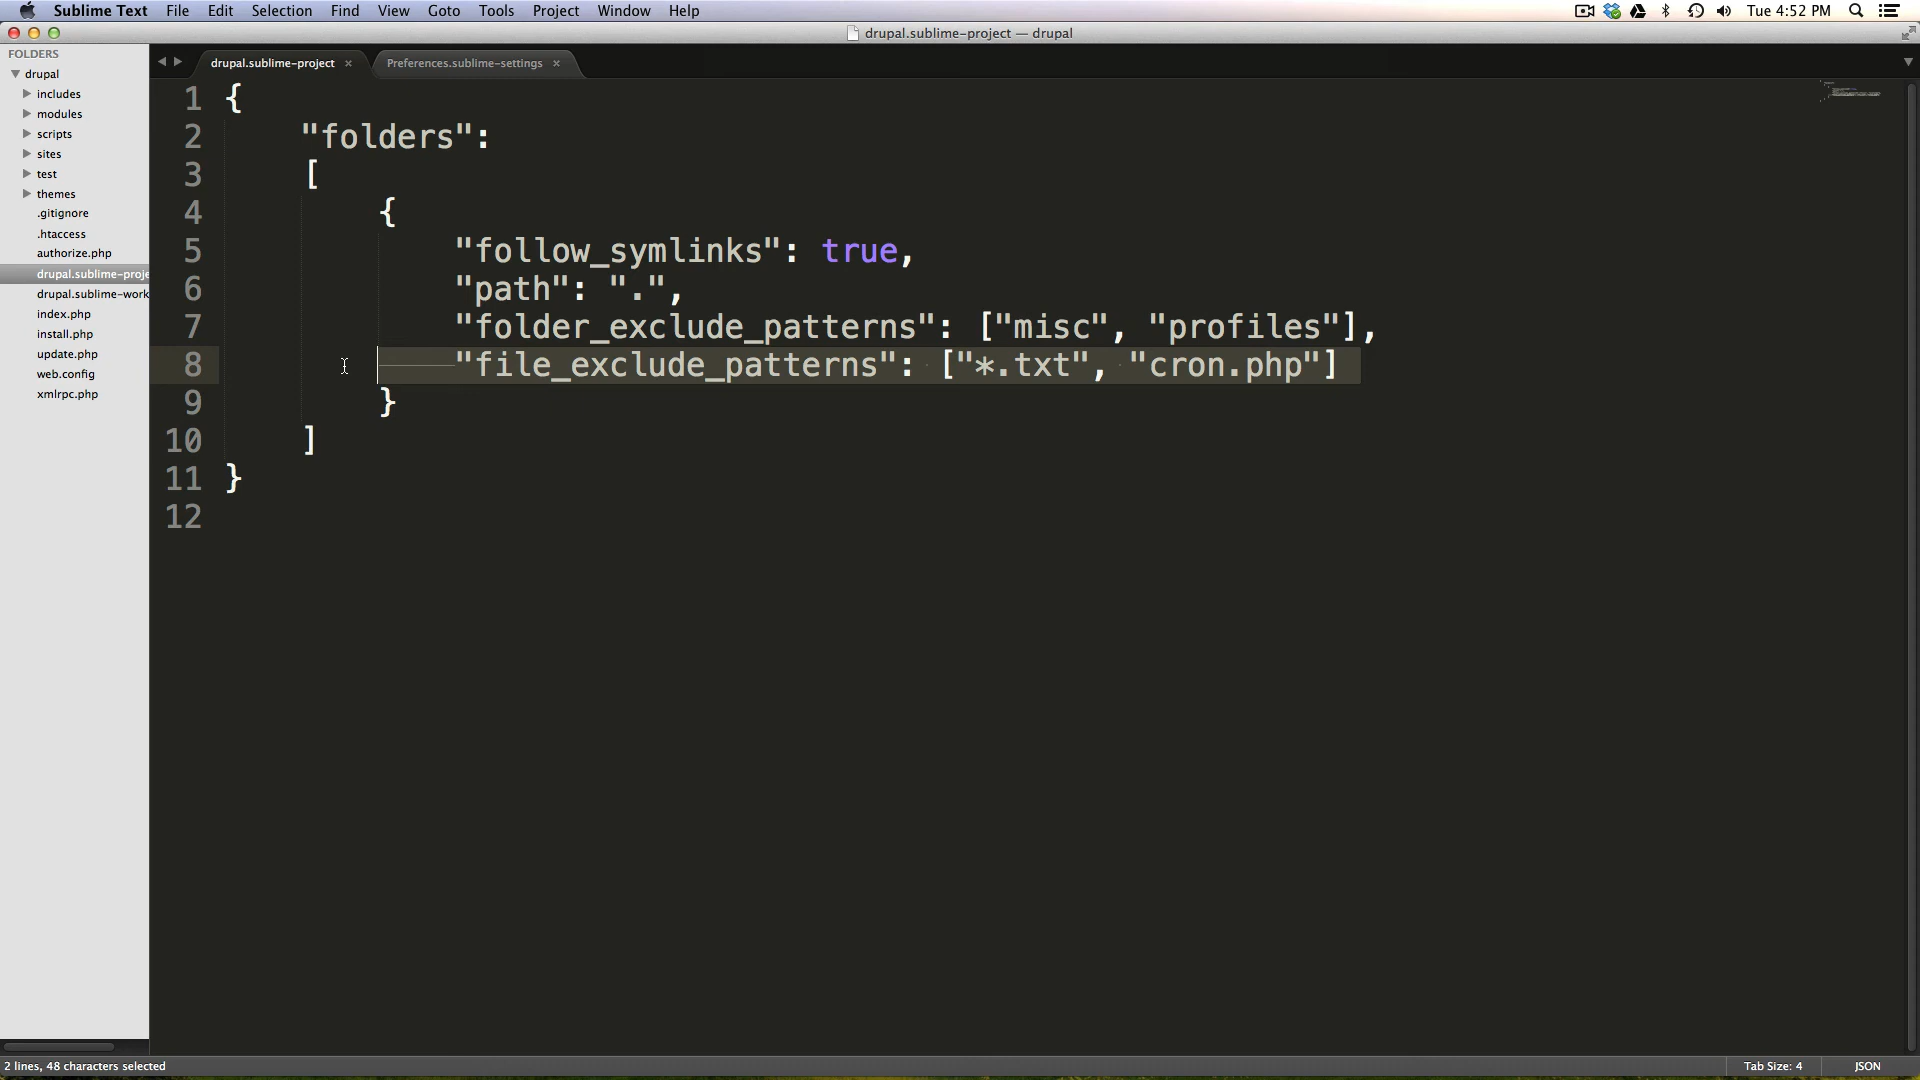 Sublime Text File Edit Selection Find View Goto Tools Project Window Help Tue 4:52 PM
drupal.sublime-project — drupal
FOLDERS
drupal
includes
modules
scripts
sites
test
themes
.gitignore
.htaccess
authorize.php
drupal.sublime-proje
drupal.sublime-work
index.php
install.php
update.php
web.config
xmlrpc.php
drupal.sublime-project × Preferences.sublime-settings ×
1 {
2 "folders":
3 [
4 {
5 "follow_symlinks": true,
6 "path": ".",
7 "folder_exclude_patterns": ["misc", "profiles"],
8 "file_exclude_patterns": ["*.txt", "cron.php"]
9 }
10 ]
11 }
12
2 lines, 48 characters selected Tab Size: 4 JSON